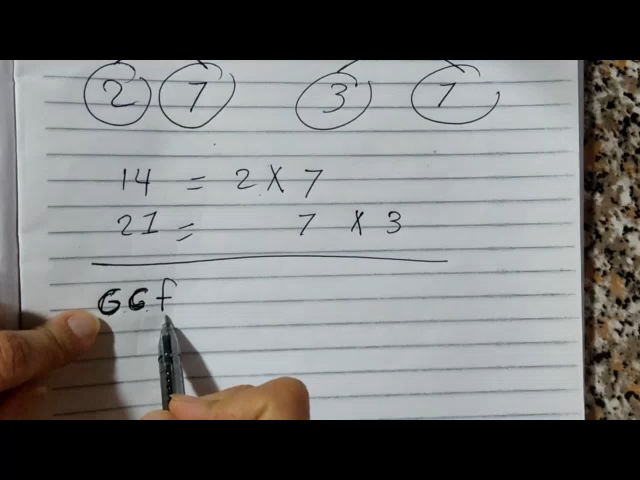 2 7 3 7
14 = 2 X 7
21 = 7 X 3
GCf